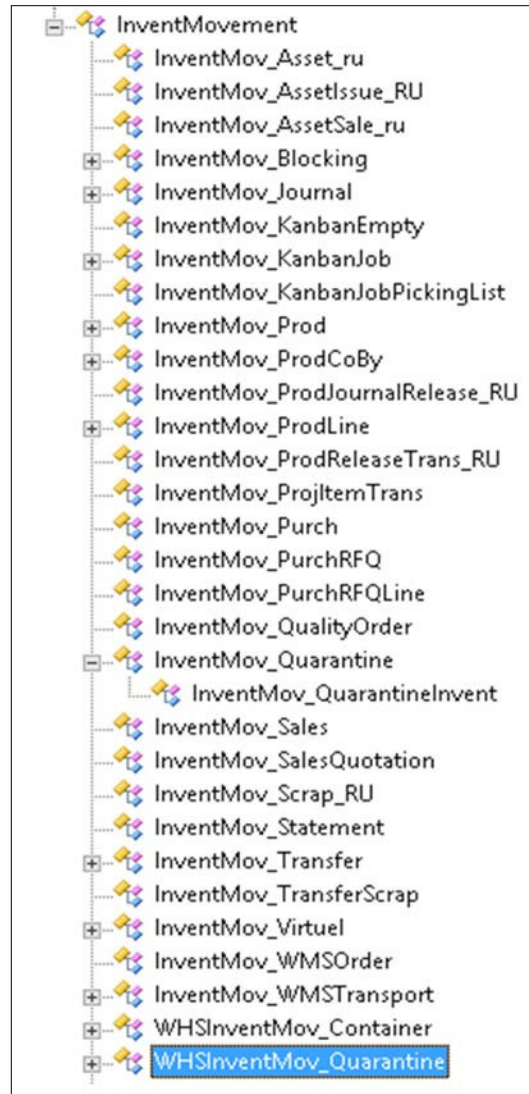 InventMovement
InventMov_Asset_ru
InventMov_AssetIssue_RU
InventMov_AssetSale_ru
InventMov_Blocking
InventMov_Journal
InventMov_KanbanEmpty
InventMov_KanbanJob
InventMov_KanbanJobPickingList
InventMov_Prod
InventMov_ProdCoBy
InventMov_ProdJournalRelease_RU
InventMov_ProdLine
InventMov_ProdReleaseTrans_RU
InventMov_ProjItemTrans
InventMov_Purch
InventMov_PurchRFQ
InventMov_PurchRFQLine
InventMov_QualityOrder
InventMov_Quarantine
InventMov_QuarantineInvent
InventMov_Sales
InventMov_SalesQuotation
InventMov_Scrap_RU
InventMov_Statement
InventMov_Transfer
InventMov_TransferScrap
InventMov_Virtuel
InventMov_WMSOrder
InventMov_WMSTransport
WHSInventMov_Container
WHSInventMov_Quarantine